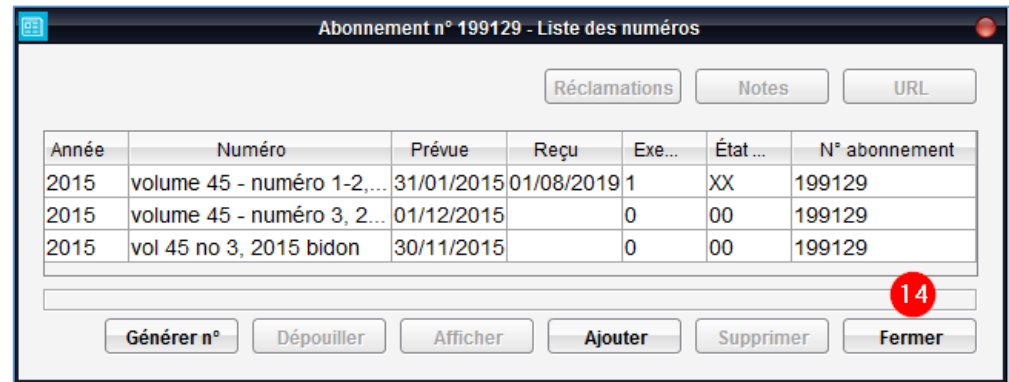 Abonnement n° 199129 - Liste des numéros
Réclamations Notes URL
Année Numéro Prévue Reçu Exe... État ... N° abonnement
2015 volume 45 - numéro 1-2,... 31/01/2015 01/08/2019 1 XX 199129
2015 volume 45 - numéro 3, 2... 01/12/2015 0 00 199129
2015 vol 45 no 3, 2015 bidon 30/11/2015 0 00 199129
14
Générer n° Dépouiller Afficher Ajouter Supprimer Fermer